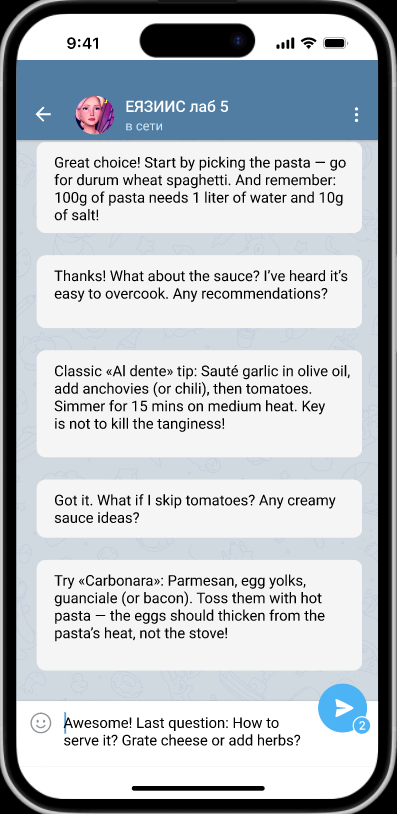 9:41
ЕЯЗИИС лаб 5
в сети
Great choice! Start by picking the pasta — go
for durum wheat spaghetti. And remember:
100g of pasta needs 1 liter of water and 10g
of salt!
Thanks! What about the sauce? I’ve heard it’s
easy to overcook. Any recommendations?
Classic «Al dente» tip: Sauté garlic in olive oil,
add anchovies (or chili), then tomatoes.
Simmer for 15 mins on medium heat. Key
is not to kill the tanginess!
Got it. What if I skip tomatoes? Any creamy
sauce ideas?
Try «Carbonara»: Parmesan, egg yolks,
guanciale (or bacon). Toss them with hot
pasta — the eggs should thicken from the
pasta’s heat, not the stove!
Awesome! Last question: How to
serve it? Grate cheese or add herbs?
2